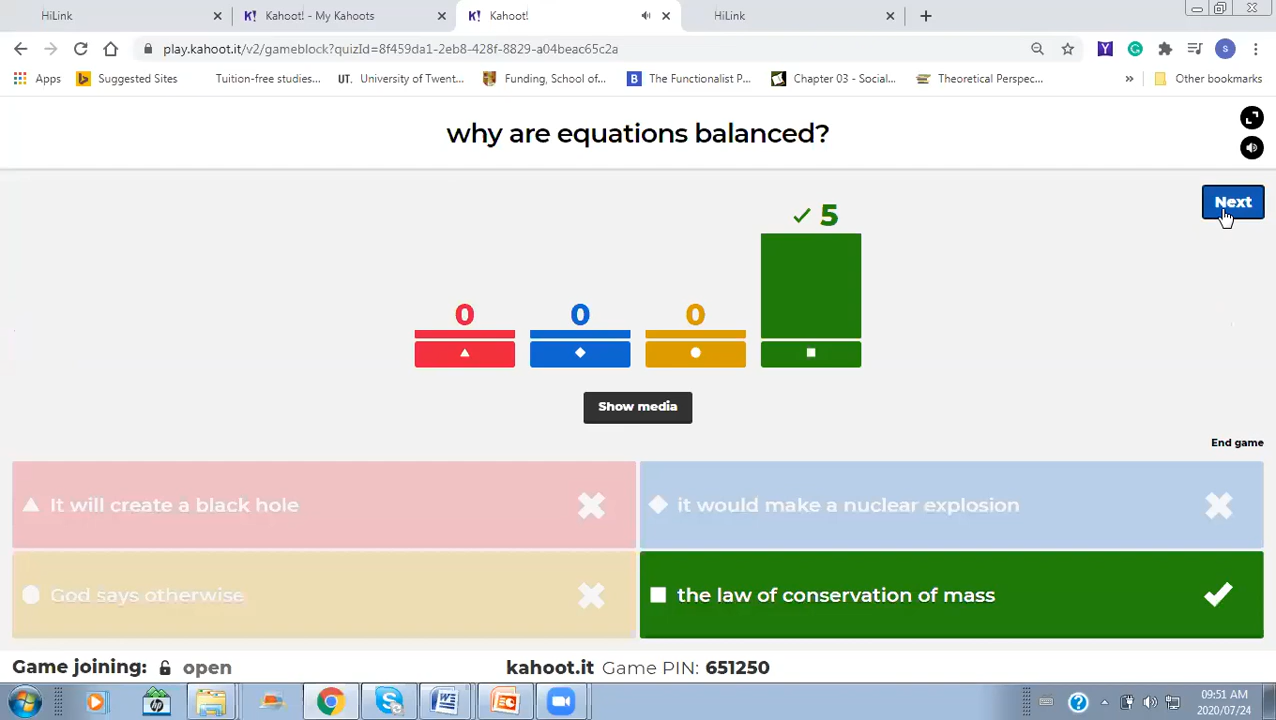 HiLink
Kahoot! - My Kahoots
Kahoot!
HiLink
play.kahoot.it/v2/gameblock?quizId=8f459da1-2eb8-428f-8829-a04beac65c2a
Apps
Suggested Sites
Tuition-free studies...
UT. University of Twent...
Funding, School of...
B The Functionalist P...
Chapter 03 - Social...
Theoretical Perspec...
»
Other bookmarks
why are equations balanced?
Next
0
0
0
5
Show media
End game
It will create a black hole
it would make a nuclear explosion
God says otherwise
the law of conservation of mass
Game joining: open
kahoot.it Game PIN: 651250
09:51 AM
2020/07/24